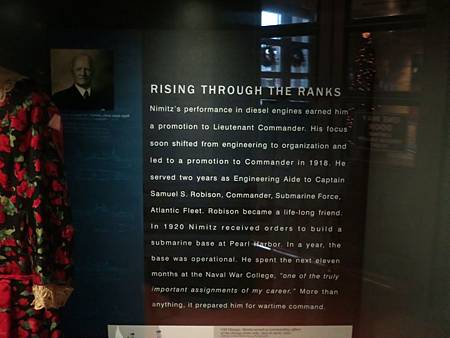 RISING THROUGH THE RANKS
Nimitz's performance in diesel engines earned him
a promotion to Lieutenant Commander. His focus
soon shifted from engineering to organization and
led to a promotion to Commander in 1918. He
served two years as Engineering Aide to Captain
Samuel S. Robison, Commander, Submarine Force,
Atlantic Fleet. Robison became a life-long friend.
In 1920 Nimitz received orders to build a
submarine base at Pearl Harbor. In a year, the
base was operational. He spent the next eleven
months at the Naval War College, "one of the truly
important assignments of my career." More than
anything, it prepared him for wartime command.